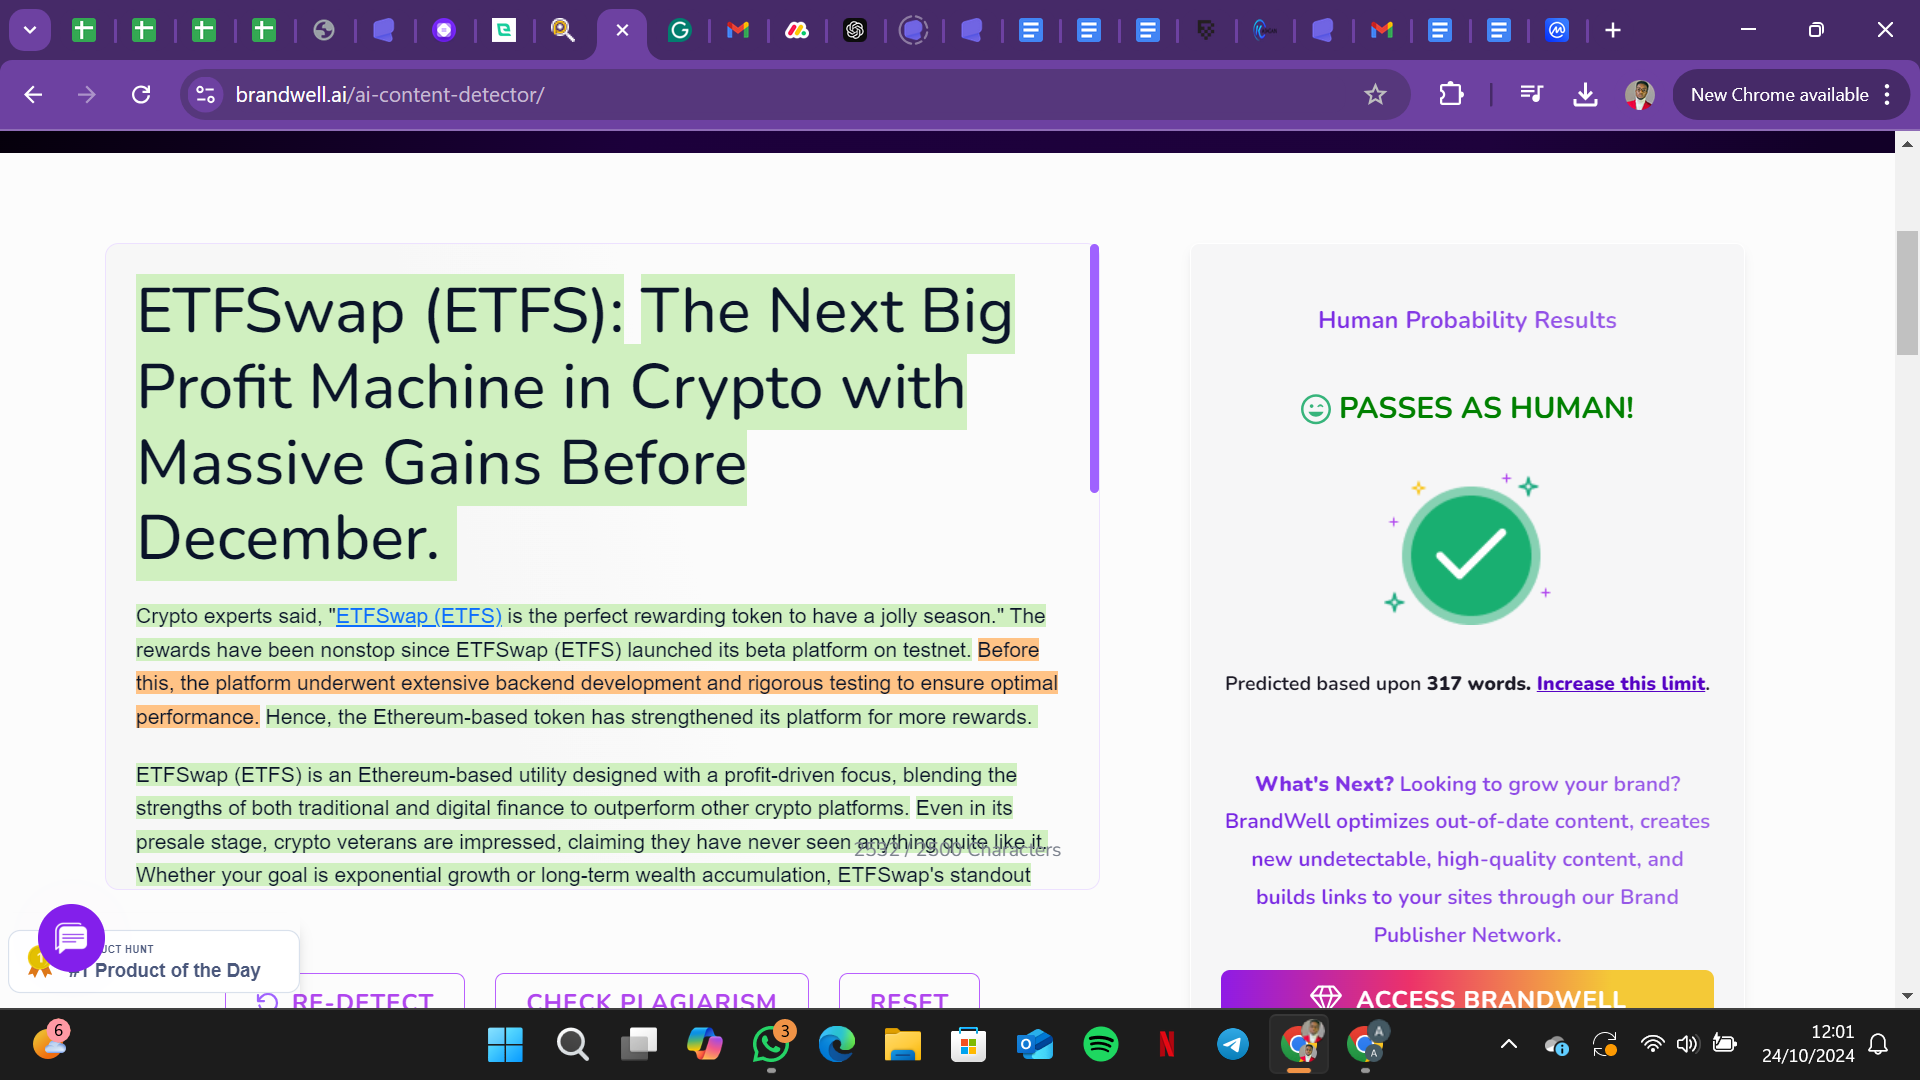 brandwell.ai/ai-content-detector/
New Chrome available
ETFSwap (ETFS): The Next Big
Profit Machine in Crypto with
Massive Gains Before
December.
Crypto experts said, "ETFSwap (ETFS) is the perfect rewarding token to have a jolly season." The
rewards have been nonstop since ETFSwap (ETFS) launched its beta platform on testnet. Before
this, the platform underwent extensive backend development and rigorous testing to ensure optimal
performance. Hence, the Ethereum-based token has strengthened its platform for more rewards.
ETFSwap (ETFS) is an Ethereum-based utility designed with a profit-driven focus, blending the
strengths of both traditional and digital finance to outperform other crypto platforms. Even in its
presale stage, crypto veterans are impressed, claiming they have never seen anything quite like it.
2532 / 2500 Characters
Whether your goal is exponential growth or long-term wealth accumulation, ETFSwap's standout
UCT HUNT
#1 Product of the Day
RE-DETECT
CHECK PLAGIARISM
RESET
Human Probability Results
PASSES AS HUMAN!
Predicted based upon 317 words. Increase this limit.
What's Next? Looking to grow your brand?
BrandWell optimizes out-of-date content, creates
new undetectable, high-quality content, and
builds links to your sites through our Brand
Publisher Network.
ACCESS BRANDWELL
6
3
A
A
12:01
24/10/2024